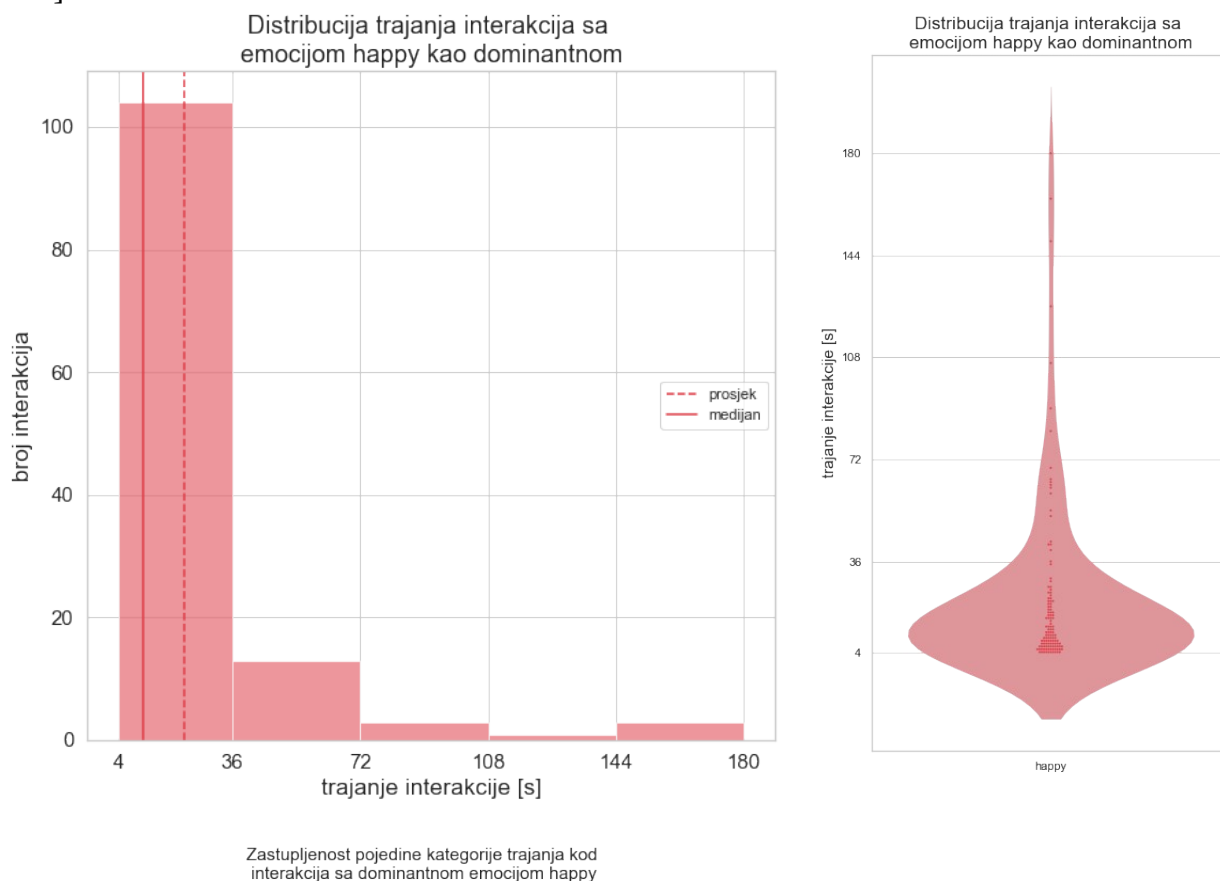 ]
Distribucija trajanja interakcija sa
emocijom happy kao dominantnom
100
80
60
40
20
0
broj interakcija
prosjek
medijan
4 36 72 108 144 180
trajanje interakcije [s]
Distribucija trajanja interakcija sa
emocijom happy kao dominantnom
180
144
108
72
36
4
trajanje interakcije [s]
happy
Zastupljenost pojedine kategorije trajanja kod
interakcija sa dominantnom emocijom happy